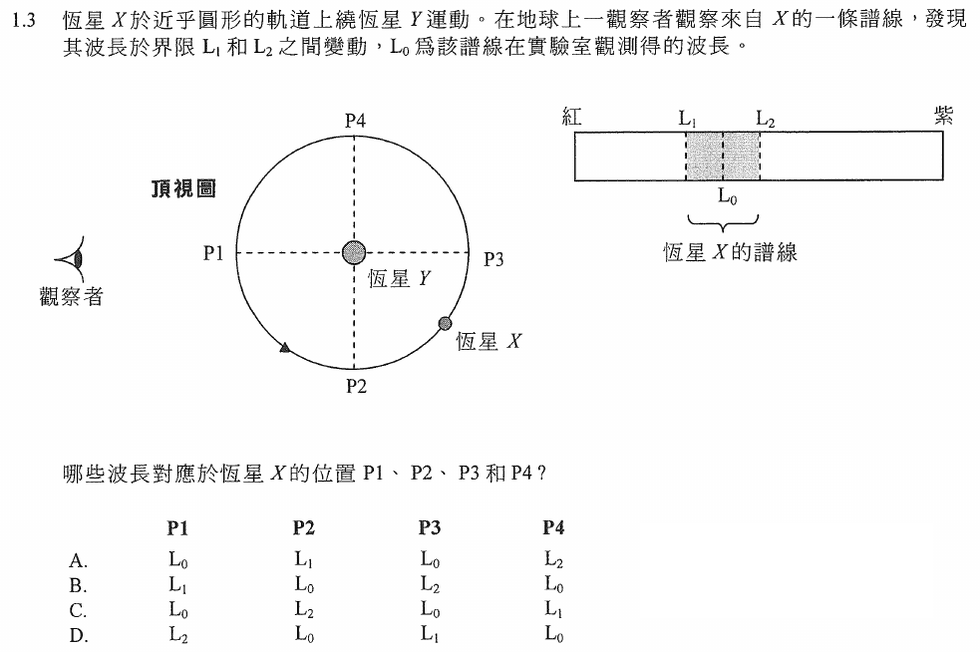 1.3 恆星 X 於近乎圓形的軌道上繞恆星 Y 運動。在地球上一觀察者觀察來自 X 的一條譜線，發現
其波長於界限 L₁ 和 L₂ 之間變動，L₀ 爲該譜線在實驗室觀測得的波長。
P4
頂視圖
P1
P3
恆星 Y
觀察者
恆星 X
P2
紅 L₁ L₂ 紫
L₀
恆星 X 的譜線
哪些波長對應於恆星 X 的位置 P1、P2、P3 和 P4？
P1 P2 P3 P4
A. L₀ L₁ L₀ L₂
B. L₁ L₀ L₂ L₀
C. L₀ L₂ L₀ L₁
D. L₂ L₀ L₁ L₀